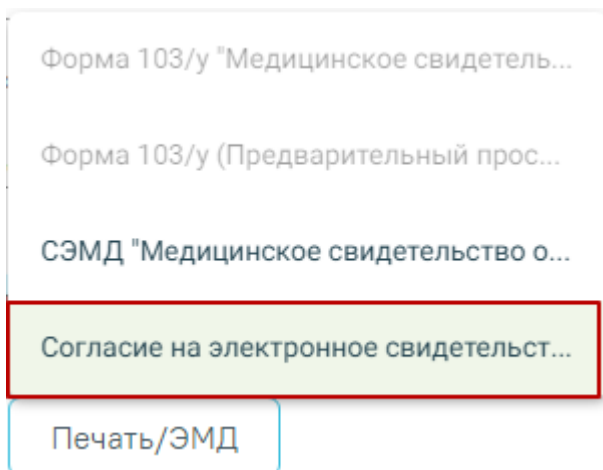 Форма 103/у "Медицинское свидетель...
Форма 103/у (Предварительный прос...
СЭМД "Медицинское свидетельство о...
Согласие на электронное свидетельст...
Печать/ЭМД